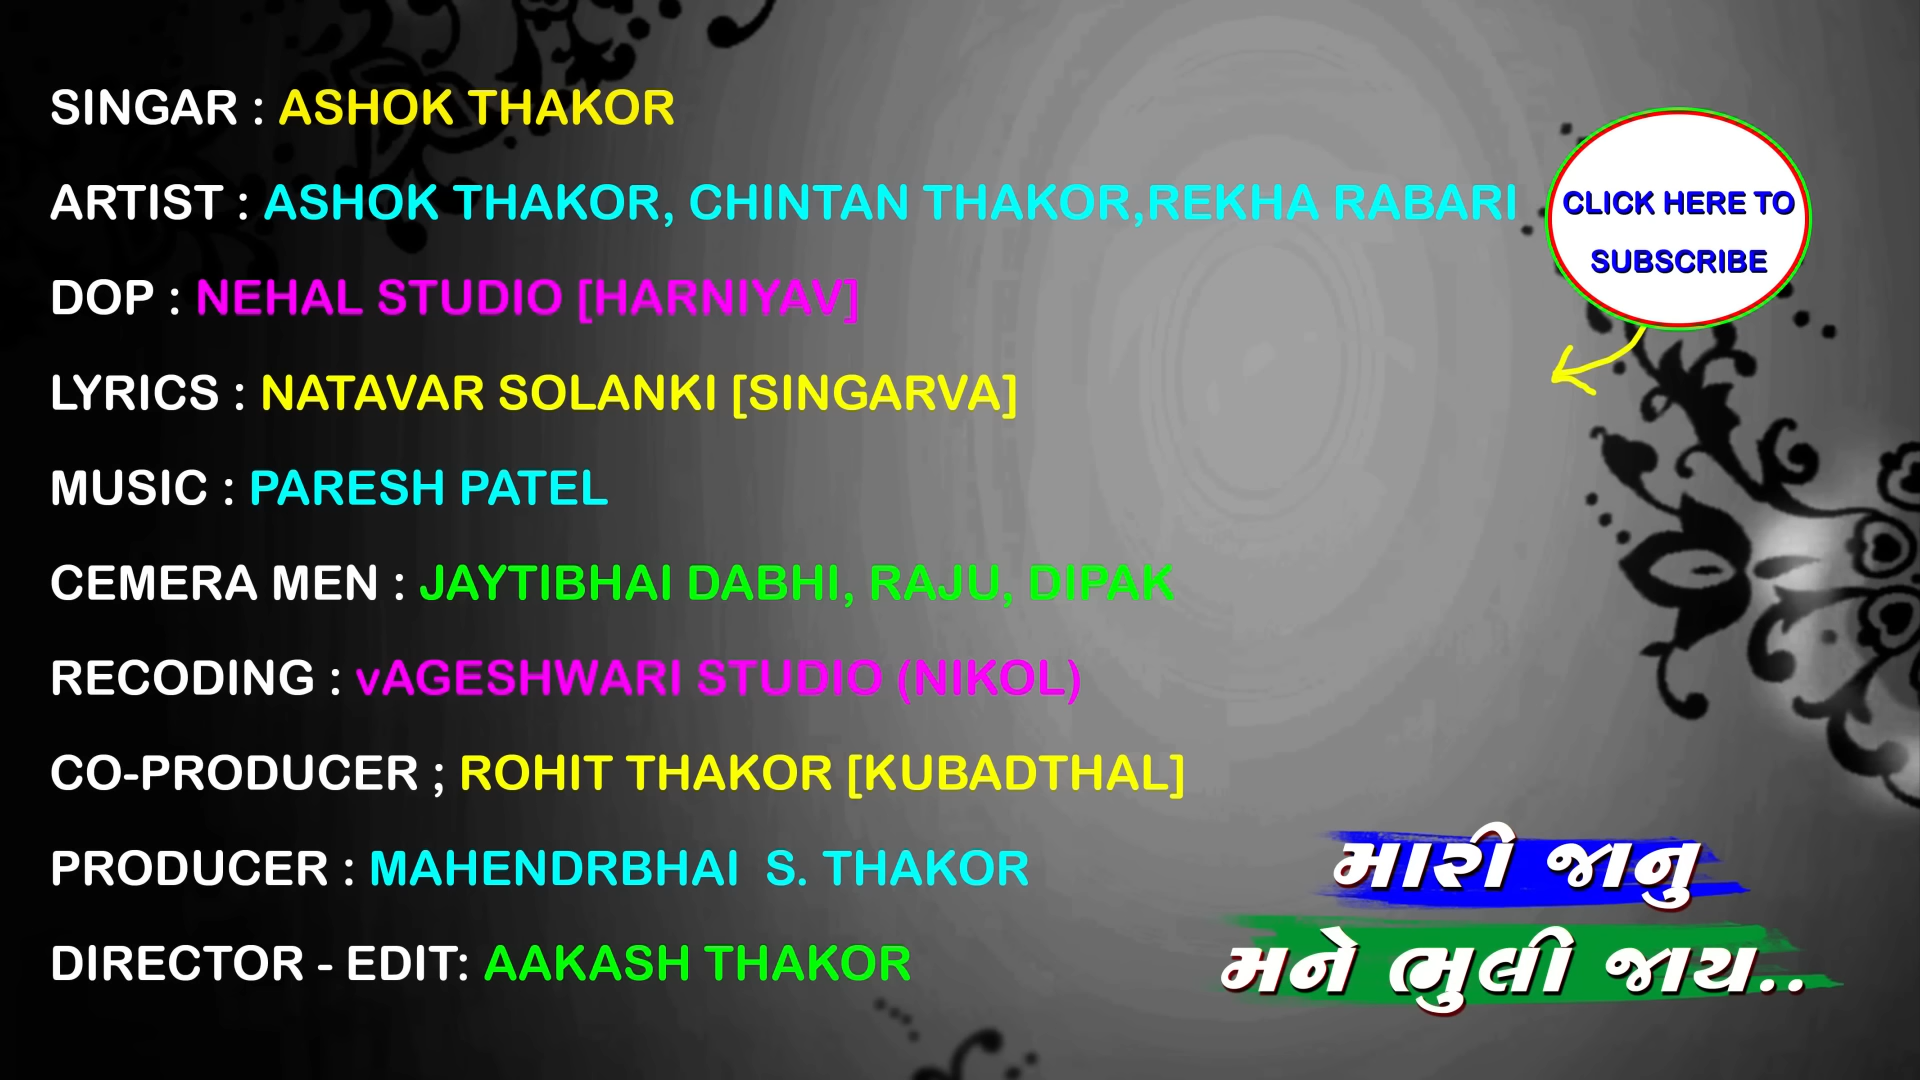 SINGAR : ASHOK THAKOR
ARTIST : ASHOK THAKOR, CHINTAN THAKOR,REKHA RABARI
DOP : NEHAL STUDIO [HARNIYAV]
LYRICS : NATAVAR SOLANKI [SINGARVA]
MUSIC : PARESH PATEL
CEMERA MEN : JAYTIBHAI DABHI, RAJU, DIPAK
RECODING : vAGESHWARI STUDIO (NIKOL)
CO-PRODUCER ; ROHIT THAKOR [KUBADTHAL]
PRODUCER : MAHENDRBHAI  S. THAKOR
DIRECTOR - EDIT: AAKASH THAKOR
CLICK HERE TO
SUBSCRIBE
મારી જાનુ
મને ભુલી જાય..